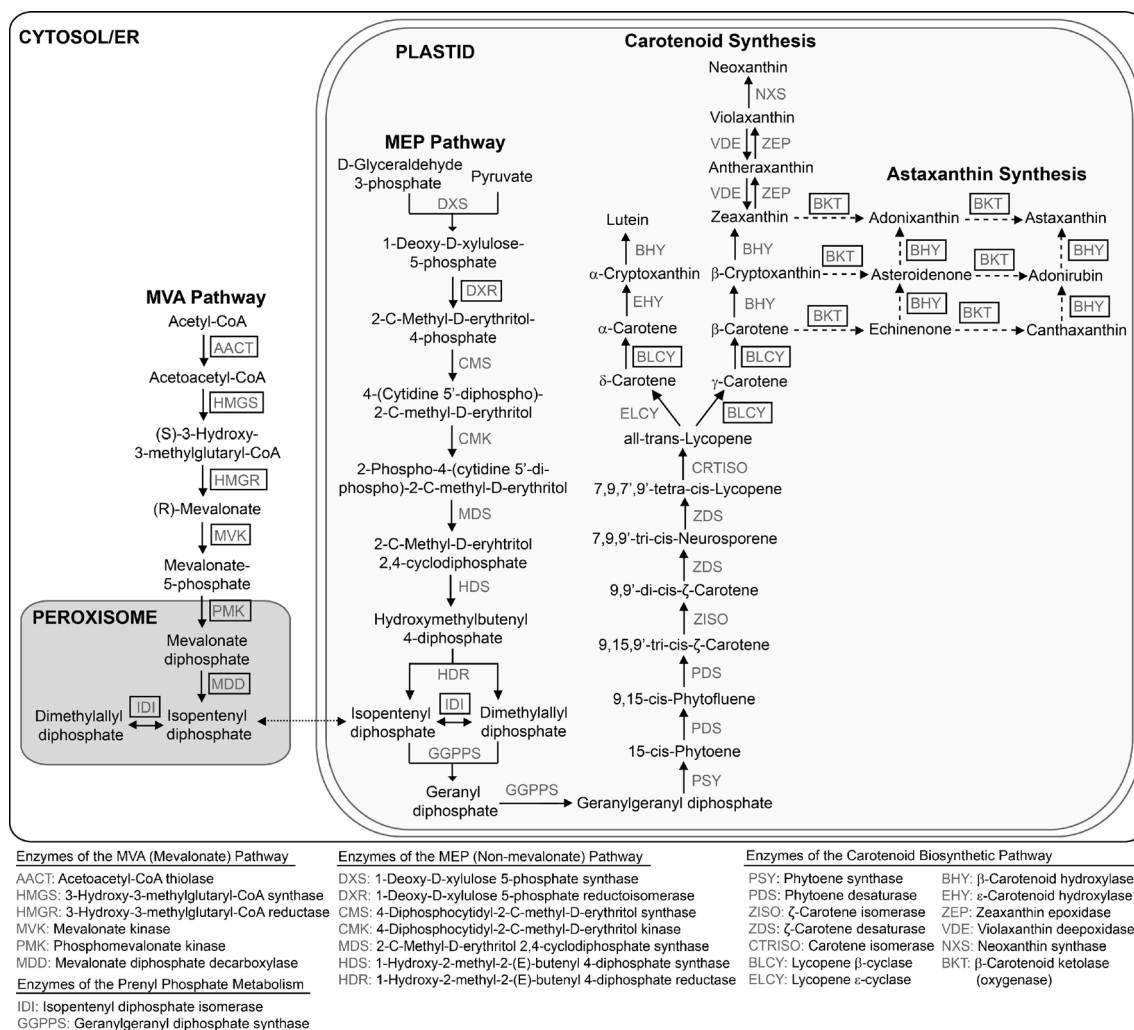 CYTOSOL/ER
PLASTID
Carotenoid Synthesis
Neoxanthin
NXS
Violaxanthin
VDE ZEP
Antheraxanthin
VDE ZEP
Zeaxanthin
BKT
Adonixanthin
BKT
Astaxanthin
Astaxanthin Synthesis
Lutein
BHY
BHY
BHY
BHY
α-Cryptoxanthin
β-Cryptoxanthin
BKT
Asteroidenone
BKT
Adonirubin
EHY
BHY
BHY
BHY
α-Carotene
β-Carotene
BKT
Echinenone
BKT
Canthaxanthin
BLCY
BLCY
δ-Carotene
γ-Carotene
ELCY
BLCY
all-trans-Lycopene
CRTISO
7,9,7',9'-tetra-cis-Lycopene
ZDS
7,9,9'-tri-cis-Neurosporene
ZDS
9,9'-di-cis-ζ-Carotene
ZISO
9,15,9'-tri-cis-ζ-Carotene
PDS
9,15-cis-Phytofluene
PDS
15-cis-Phytoene
PSY
Geranylgeranyl diphosphate
MEP Pathway
D-Glyceraldehyde
3-phosphate
Pyruvate
DXS
1-Deoxy-D-xylulose-
5-phosphate
DXR
2-C-Methyl-D-erythritol-
4-phosphate
CMS
4-(Cytidine 5'-diphospho)-
2-C-methyl-D-erythritol
CMK
2-Phospho-4-(cytidine 5'-di-
phospho)-2-C-methyl-D-erythritol
MDS
2-C-Methyl-D-eryhtritol
2,4-cyclodiphosphate
HDS
Hydroxymethylbutenyl
4-diphosphate
HDR
Isopentenyl
diphosphate
IDI
Dimethylallyl
diphosphate
GGPPS
Geranyl
diphosphate
GGPPS
MVA Pathway
Acetyl-CoA
AACT
Acetoacetyl-CoA
HMGS
(S)-3-Hydroxy-
3-methylglutaryl-CoA
HMGR
(R)-Mevalonate
MVK
Mevalonate-
5-phosphate
PMK
PEROXISOME
Mevalonate
diphosphate
MDD
Dimethylallyl
diphosphate
IDI
Isopentenyl
diphosphate
Enzymes of the MVA (Mevalonate) Pathway
AACT: Acetoacetyl-CoA thiolase
HMGS: 3-Hydroxy-3-methylglutaryl-CoA synthase
HMGR: 3-Hydroxy-3-methylglutaryl-CoA reductase
MVK: Mevalonate kinase
PMK: Phosphomevalonate kinase
MDD: Mevalonate diphosphate decarboxylase
Enzymes of the Prenyl Phosphate Metabolism
IDI: Isopentenyl diphosphate isomerase
GGPPS: Geranylgeranyl diphosphate synthase
Enzymes of the MEP (Non-mevalonate) Pathway
DXS: 1-Deoxy-D-xylulose 5-phosphate synthase
DXR: 1-Deoxy-D-xylulose 5-phosphate reductoisomerase
CMS: 4-Diphosphocytidyl-2-C-methyl-D-erythritol synthase
CMK: 4-Diphosphocytidyl-2-C-methyl-D-erythritol kinase
MDS: 2-C-Methyl-D-erythritol 2,4-cyclodiphosphate synthase
HDS: 1-Hydroxy-2-methyl-2-(E)-butenyl 4-diphosphate synthase
HDR: 1-Hydroxy-2-methyl-2-(E)-butenyl 4-diphosphate reductase
Enzymes of the Carotenoid Biosynthetic Pathway
PSY: Phytoene synthase
PDS: Phytoene desaturase
ZISO: ζ-Carotene isomerase
ZDS: ζ-Carotene desaturase
CTRISO: Carotene isomerase
BLCY: Lycopene β-cyclase
ELCY: Lycopene ε-cyclase
BHY: β-Carotenoid hydroxylase
EHY: ε-Carotenoid hydroxylase
ZEP: Zeaxanthin epoxidase
VDE: Violaxanthin deepoxidase
NXS: Neoxanthin synthase
BKT: β-Carotenoid ketolase
(oxygenase)